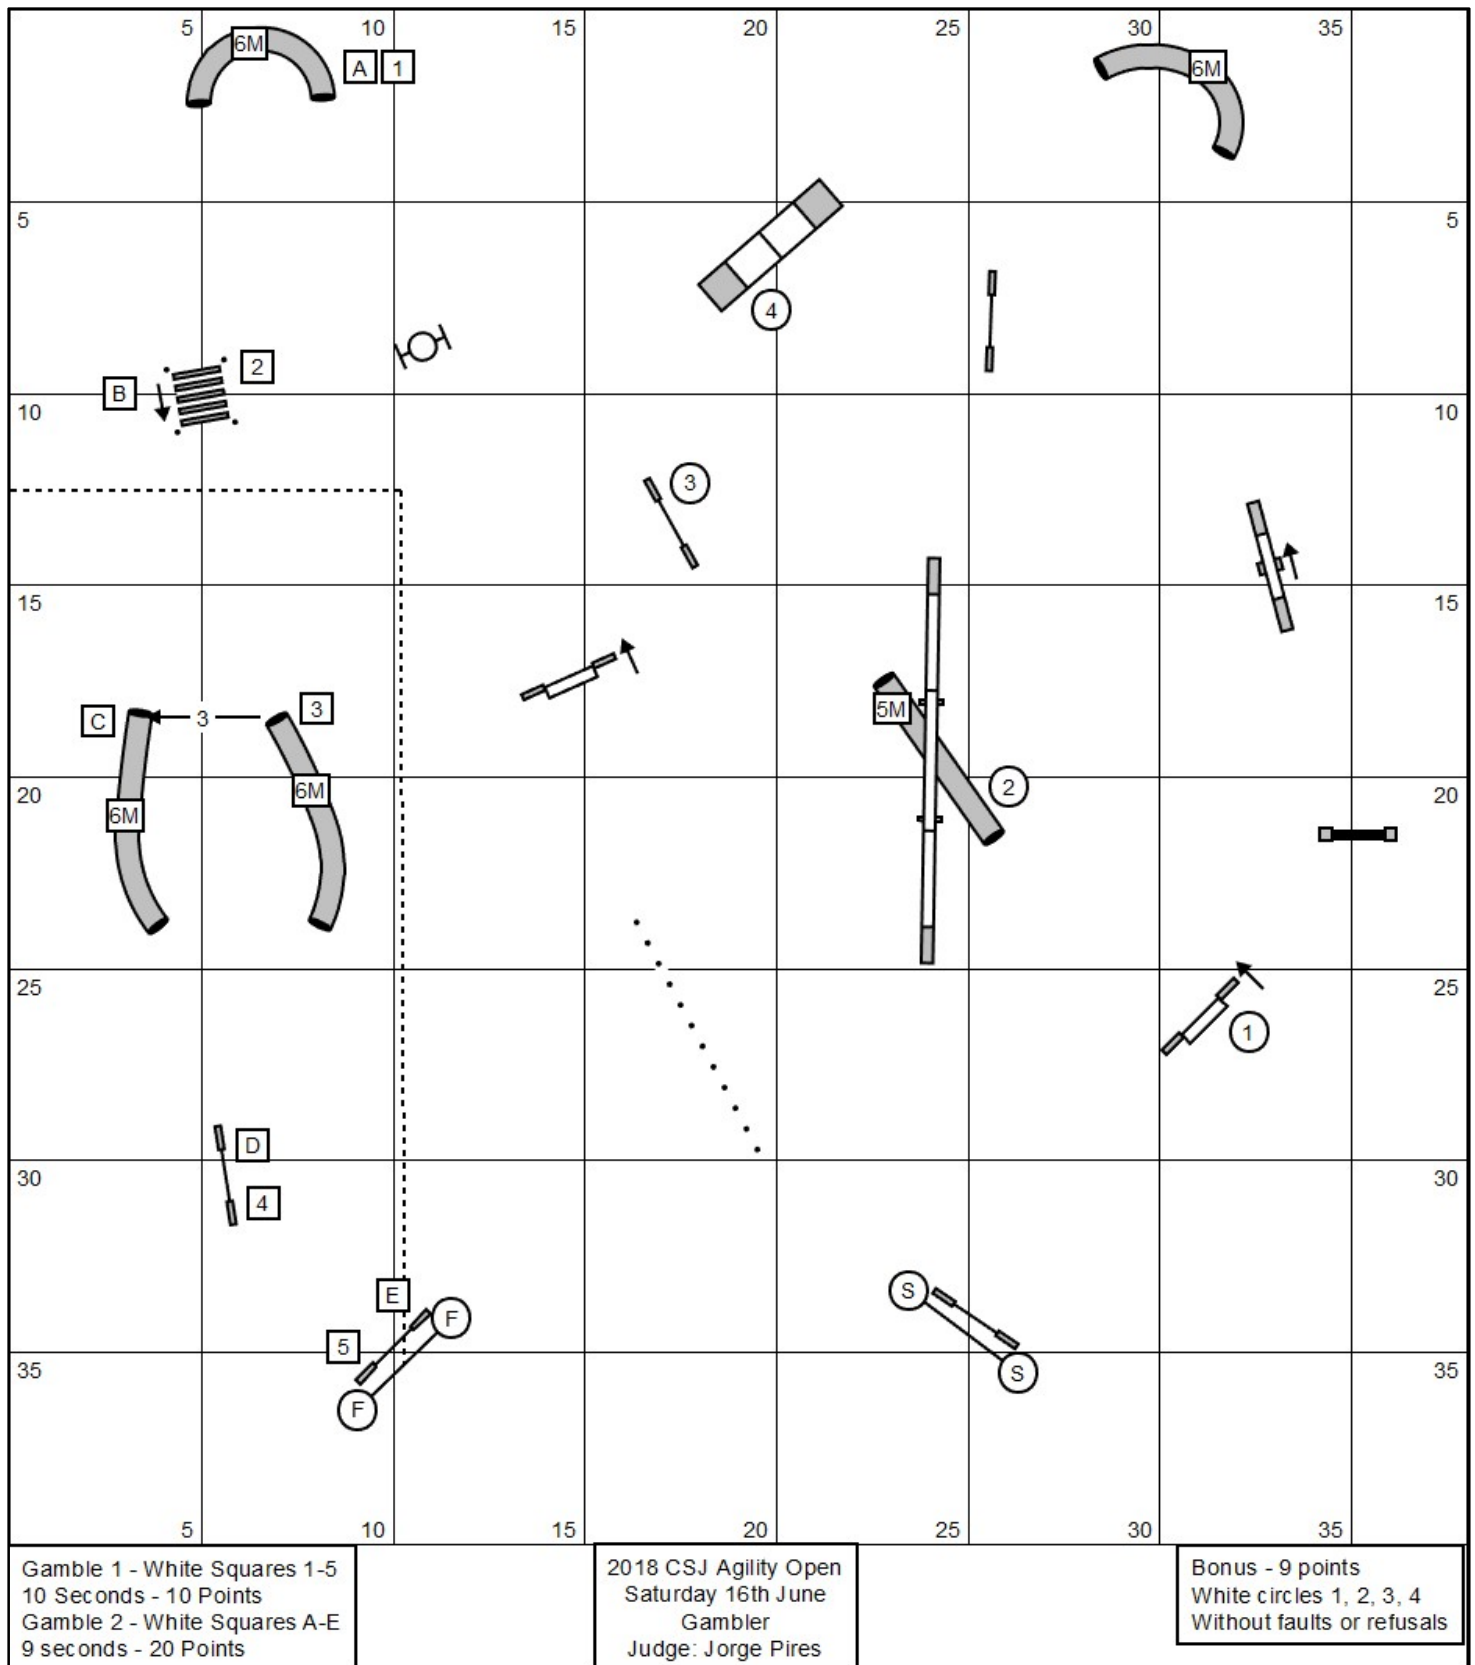 5 10 15 20 25 30 35
6M
A 1
6M
5 5
4
2
B
10 10
3
15 15
C 3 3
5M
6M
20 2 20
6M
25 25
1
D
30 30
4
E
F S
5
35 35
S
F
5 10 15 20 25 30 35
Gamble 1 - White Squares 1-5
10 Seconds - 10 Points
Gamble 2 - White Squares A-E
9 seconds - 20 Points
2018 CSJ Agility Open
Saturday 16th June
Gambler
Judge: Jorge Pires
Bonus - 9 points
White circles 1, 2, 3, 4
Without faults or refusals